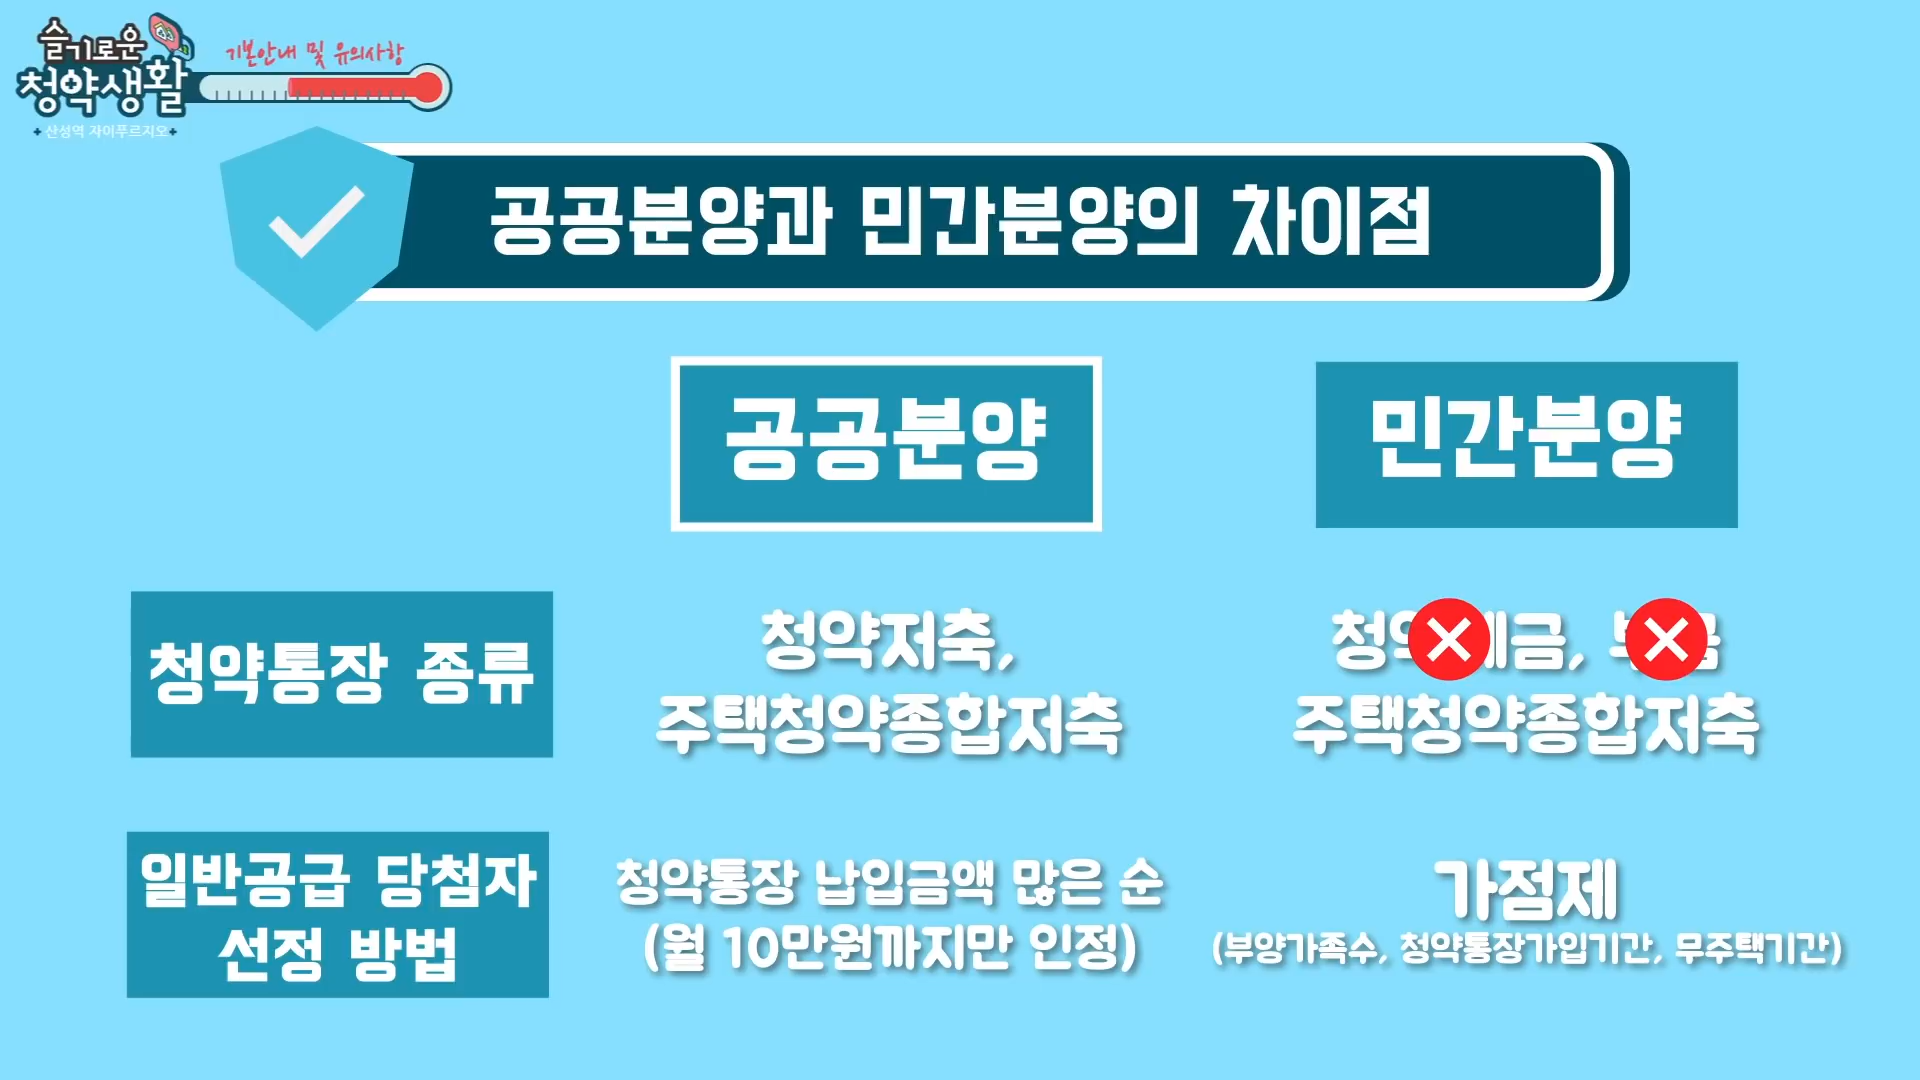 슬기로운
청약생활
산성역 자이푸르지오
기본안내 및 유의사항
공공분양과 민간분양의 차이점
공공분양
민간분양
청약통장 종류
청약저축,
주택청약종합저축
주택청약종합저축
일반공급 당첨자
선정 방법
청약통장 납입금액 많은 순
(월 10만원까지만 인정)
가점제
(부양가족수, 청약통장가입기간, 무주택기간)